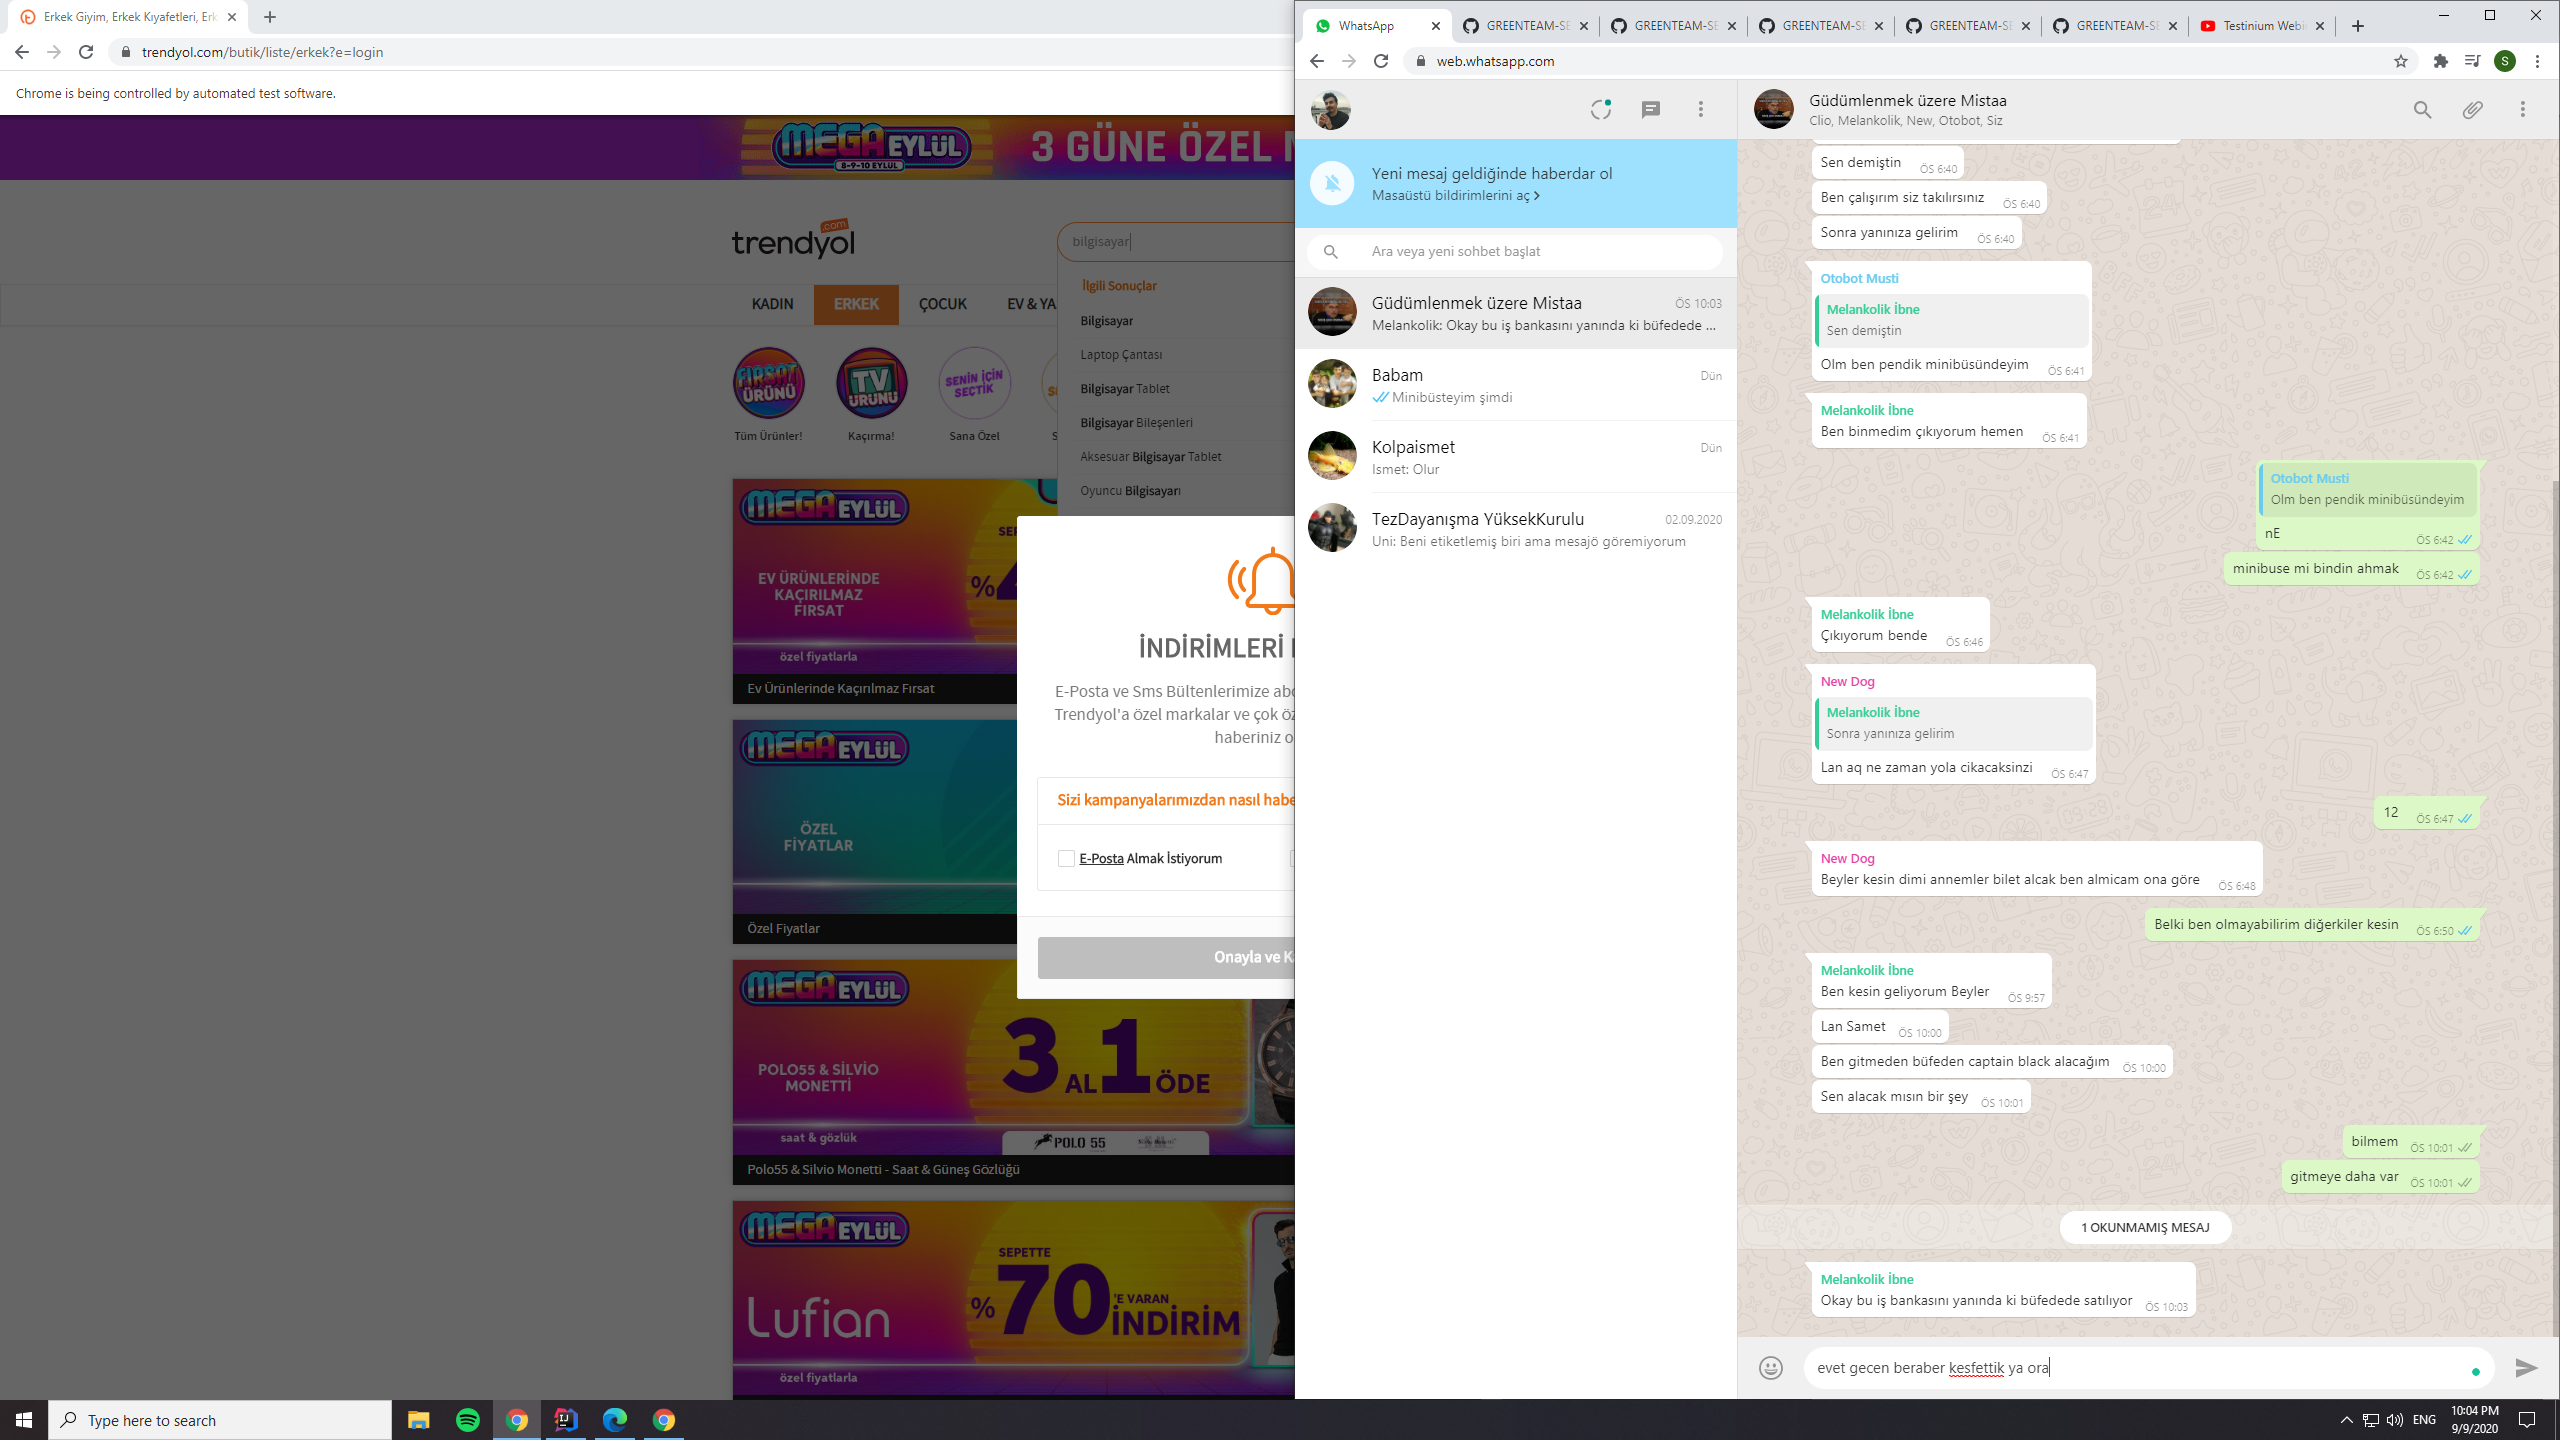 Erkek Giyim, Erkek Kıyafetleri, Erk
trendyol.com/butik/liste/erkek?e=login
Chrome is being controlled by automated test software.
MEGA EYLÜL
8-9-10 EYLÜL
3 GÜNE ÖZEL
trendyol
.com
bilgisayar
İlgili Sonuçlar
Bilgisayar
Laptop Çantası
Bilgisayar Tablet
Bilgisayar Bileşenleri
Aksesuar Bilgisayar Tablet
Oyuncu Bilgisayarı
KADIN
ERKEK
ÇOCUK
EV & YA
FIRSAT ÜRÜNÜ
TV ÜRÜNÜ
SENİN İÇİN SEÇTİK
Tüm Ürünler!
Kaçırma!
Sana Özel
MEGA EYLÜL
EV ÜRÜNLERİNDE
KAÇIRILMAZ
FIRSAT
özel fiyatlarla
Ev Ürünlerinde Kaçırılmaz Fırsat
MEGA EYLÜL
ÖZEL
FİYATLAR
Özel Fiyatlar
MEGA EYLÜL
POLO55 & SİLVİO
MONETTİ
3 AL 1 ÖDE
saat & gözlük
POLO 55
Polo55 & Silvio Monetti - Saat & Güneş Gözlüğü
MEGA EYLÜL
Lufian
SEPETTE
%70'E VARAN
İNDİRİM
özel fiyatlarla
İNDİRİMLERİ
E-Posta ve Sms Bültenlerimize abo
Trendyol'a özel markalar ve çok öz
haberiniz o
Sizi kampanyalarımızdan nasıl habe
E-Posta Almak İstiyorum
Onayla ve K
WhatsApp
GREENTEAM-SE
GREENTEAM-SE
GREENTEAM-SE
GREENTEAM-SE
GREENTEAM-SE
Testinium Webi
web.whatsapp.com
S
Yeni mesaj geldiğinde haberdar ol
Masaüstü bildirimlerini aç
Ara veya yeni sohbet başlat
Güdümlenmek üzere Mistaa
ÖS 10:03
Melankolik: Okay bu iş bankasını yanında ki büfedede ...
Babam
Dün
Minibüsteyim şimdi
Kolpaismet
Dün
Ismet: Olur
TezDayanışma YüksekKurulu
02.09.2020
Uni: Beni etiketlemiş biri ama mesajö göremiyorum
Güdümlenmek üzere Mistaa
Clio, Melankolik, New, Otobot, Siz
Sen demiştin ÖS 6:40
Ben çalışırım siz takılırsınız ÖS 6:40
Sonra yanınıza gelirim ÖS 6:40
Otobot Musti
Melankolik İbne
Sen demiştin
Olm ben pendik minibüsündeyim ÖS 6:41
Melankolik İbne
Ben binmedim çıkıyorum hemen ÖS 6:41
Otobot Musti
Olm ben pendik minibüsündeyim
nE ÖS 6:42
minibuse mi bindin ahmak ÖS 6:42
Melankolik İbne
Çıkıyorum bende ÖS 6:46
New Dog
Melankolik İbne
Sonra yanınıza gelirim
Lan aq ne zaman yola cikacaksinzi ÖS 6:47
12 ÖS 6:47
New Dog
Beyler kesin dimi annemler bilet alcak ben almicam ona göre ÖS 6:48
Belki ben olmayabilirim diğerkiler kesin ÖS 6:50
Melankolik İbne
Ben kesin geliyorum Beyler ÖS 9:57
Lan Samet ÖS 10:00
Ben gitmeden büfeden captain black alacağım ÖS 10:00
Sen alacak mısın bir şey ÖS 10:01
bilmem ÖS 10:01
gitmeye daha var ÖS 10:01
1 OKUNMAMIŞ MESAJ
Melankolik İbne
Okay bu iş bankasını yanında ki büfedede satılıyor ÖS 10:03
evet gecen beraber kesfettik ya ora
Type here to search
ENG
10:04 PM
9/9/2020